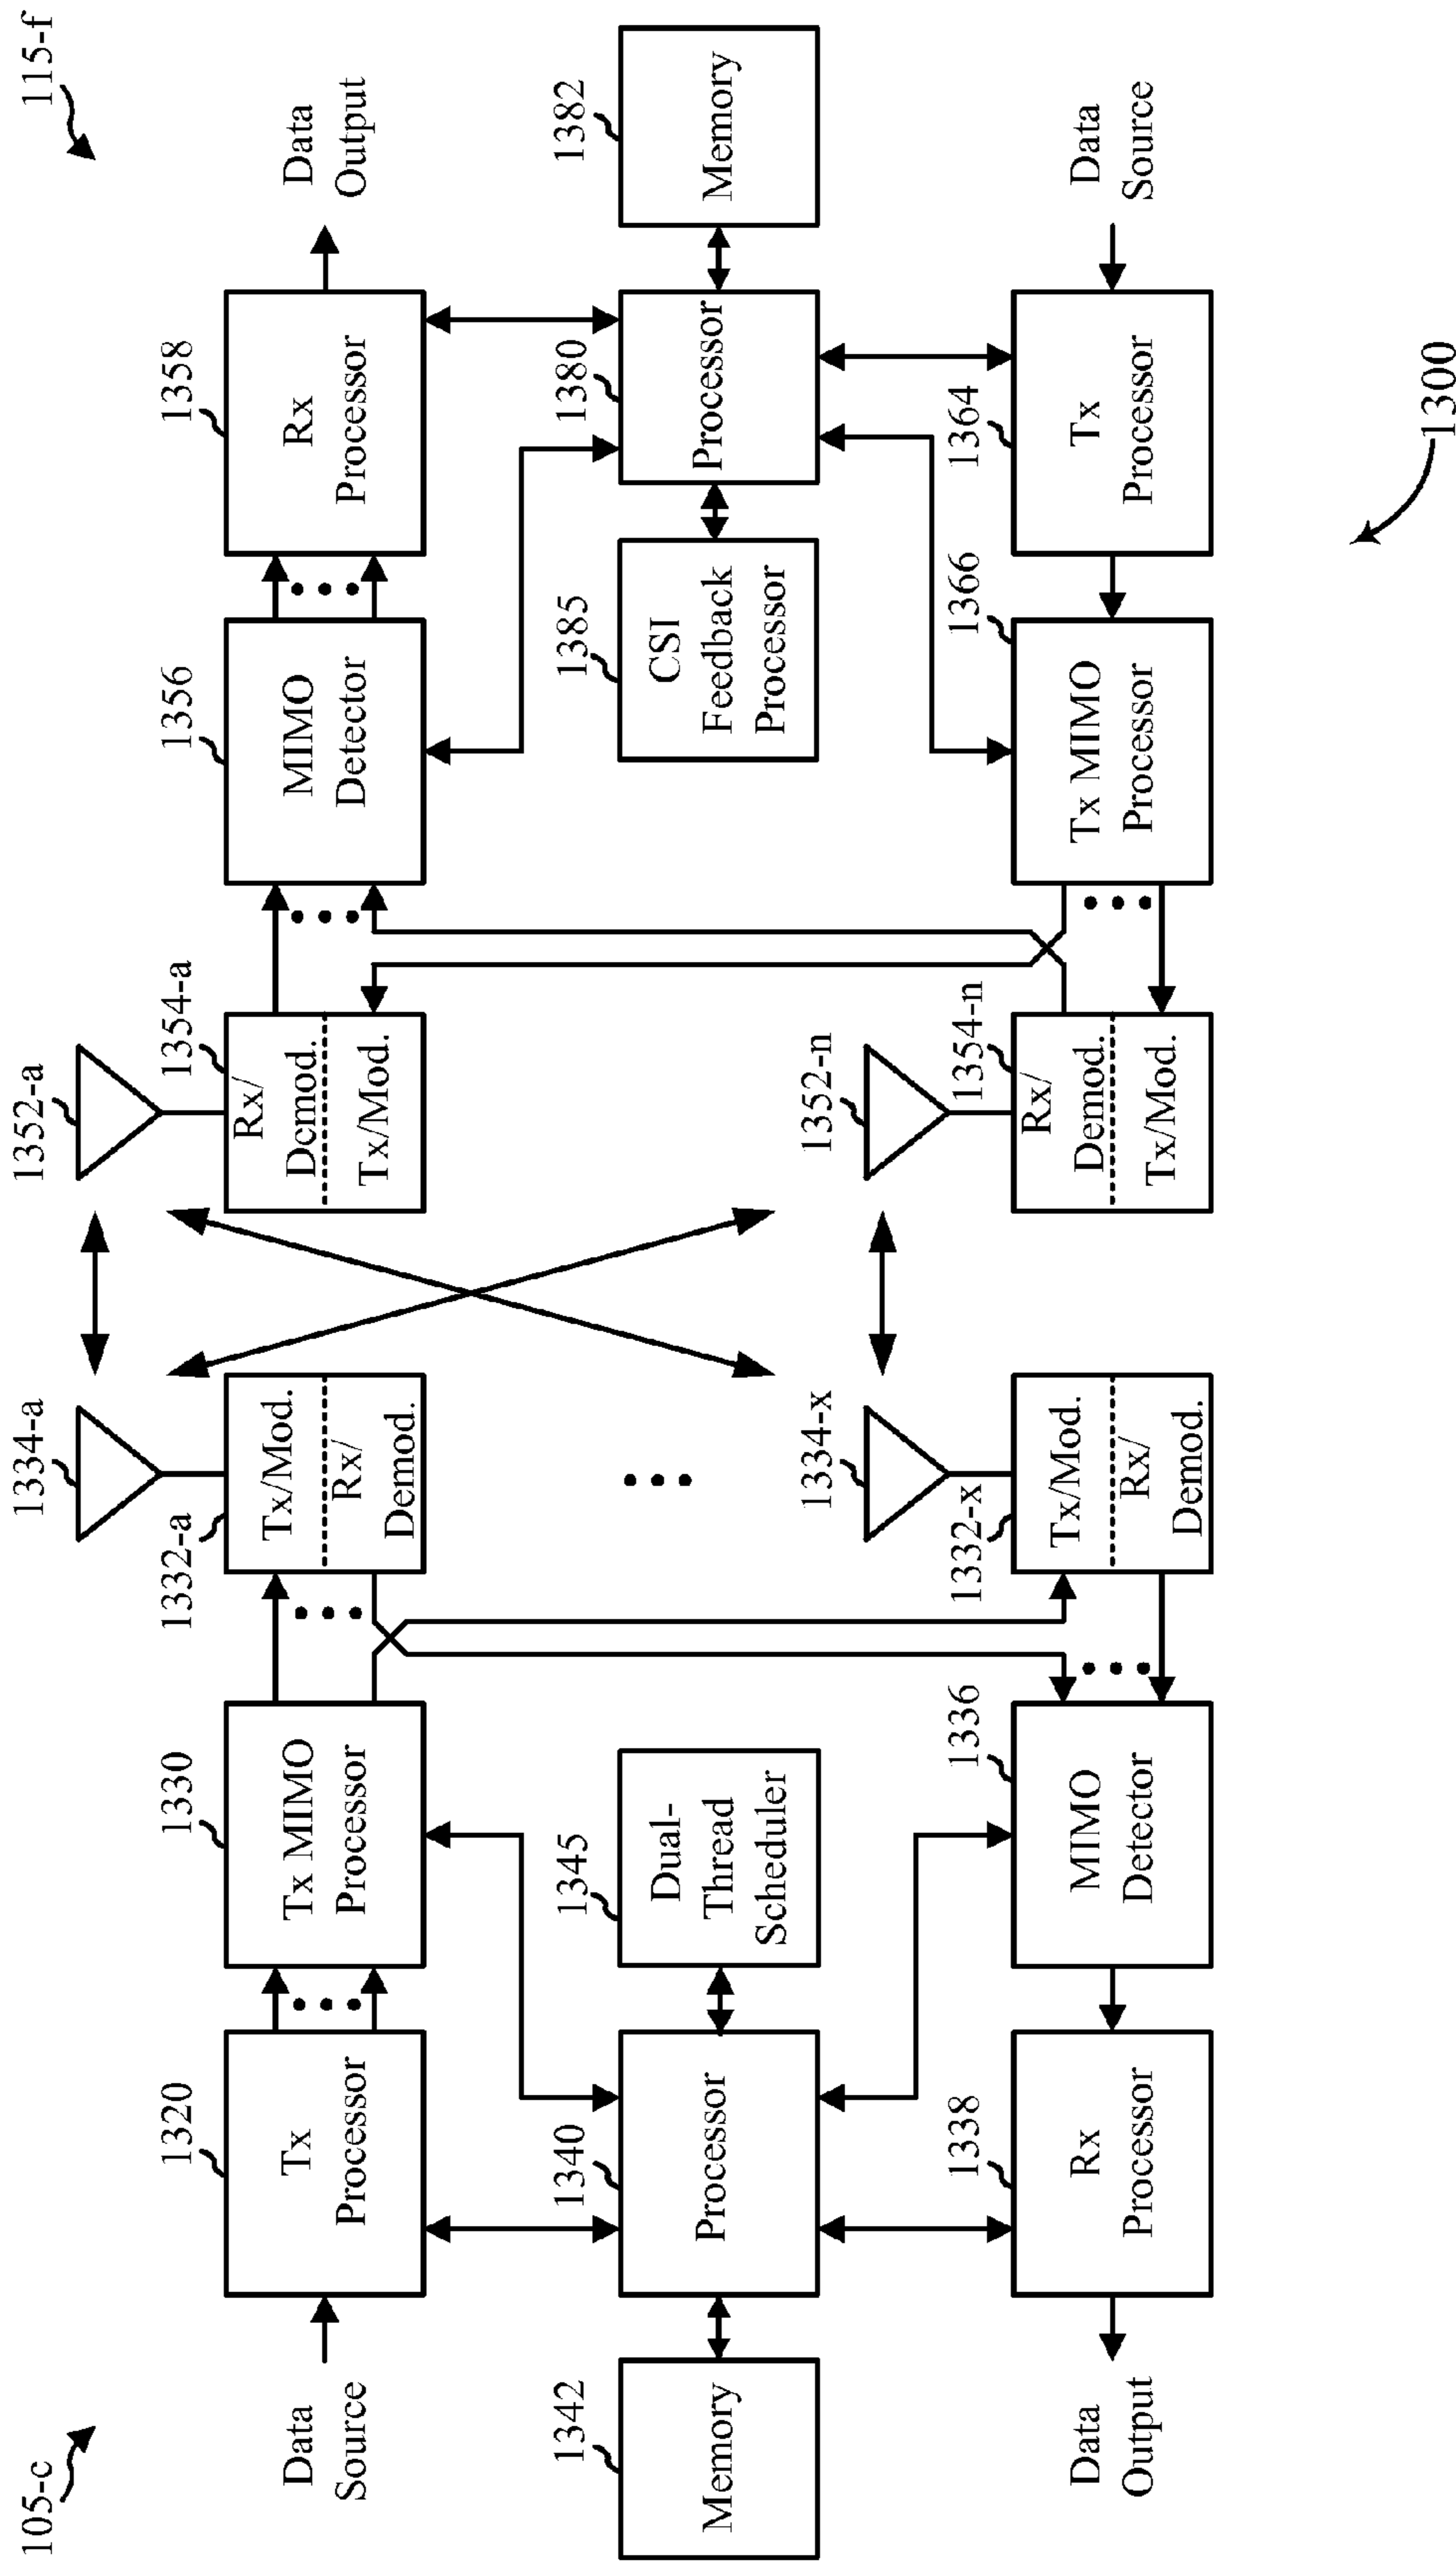 105-c
115-f
1334-a
1352-a
1320
1330
1332-a
1354-a
1356
1358
Data
Source
Tx
Processor
Tx MIMO
Processor
Tx/Mod.
Rx/
Demod.
Rx/
Demod.
Tx/Mod.
MIMO
Detector
Rx
Processor
Data
Output
1342
1340
1345
1385
1380
1382
Memory
Processor
Dual-
Thread
Scheduler
CSI
Feedback
Processor
Processor
Memory
1334-x
1352-n
1338
1336
1332-x
1354-n
1366
1364
Data
Output
Rx
Processor
MIMO
Detector
Tx/Mod.
Rx/
Demod.
Rx/
Demod.
Tx/Mod.
Tx MIMO
Processor
Tx
Processor
Data
Source
1300